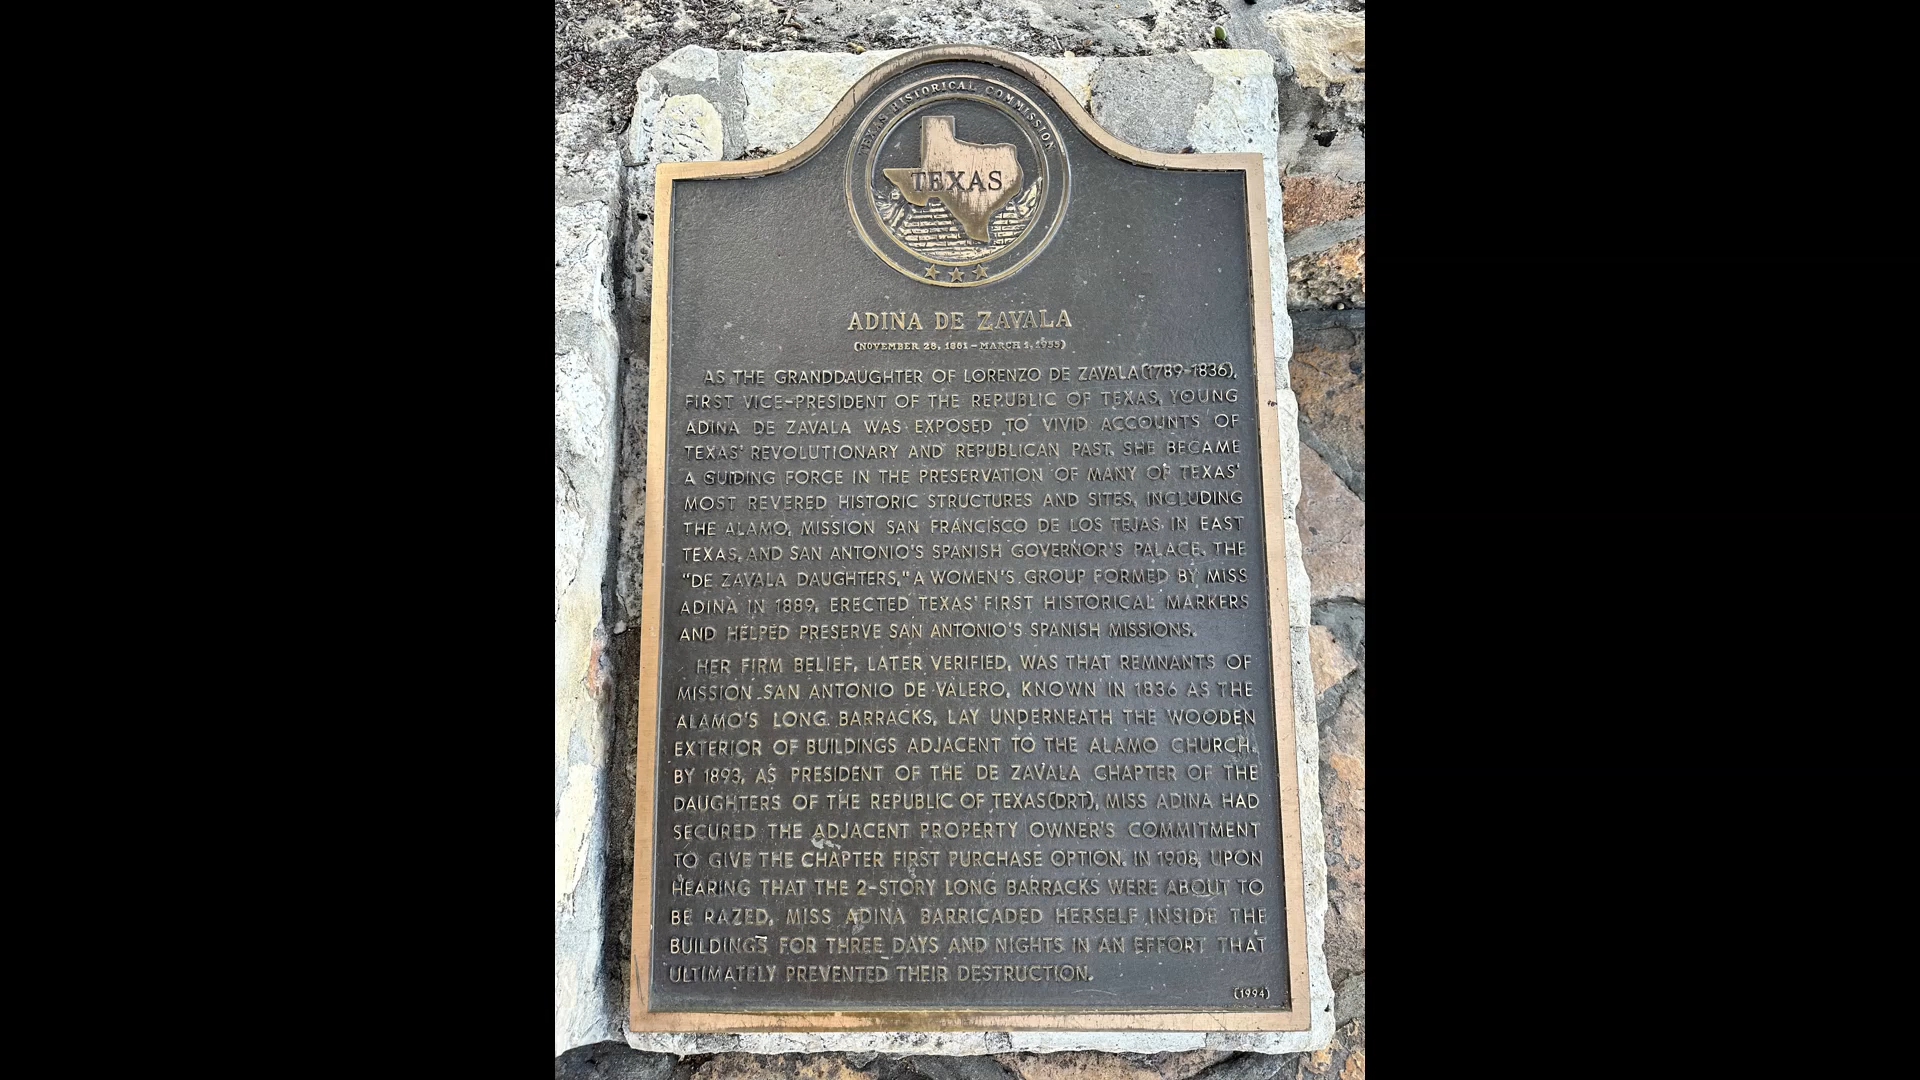 TEXAS HISTORICAL COMMISSION
TEXAS
ADINA DE ZAVALA
(NOVEMBER 28, 1861 – MARCH 1, 1955)
AS THE GRANDDAUGHTER OF LORENZO DE ZAVALA (1789-1836),
FIRST VICE-PRESIDENT OF THE REPUBLIC OF TEXAS, YOUNG
ADINA DE ZAVALA WAS EXPOSED TO VIVID ACCOUNTS OF
TEXAS' REVOLUTIONARY AND REPUBLICAN PAST. SHE BECAME
A GUIDING FORCE IN THE PRESERVATION OF MANY OF TEXAS'
MOST REVERED HISTORIC STRUCTURES AND SITES, INCLUDING
THE ALAMO, MISSION SAN FRANCISCO DE LOS TEJAS IN EAST
TEXAS, AND SAN ANTONIO'S SPANISH GOVERNOR'S PALACE. THE
"DE ZAVALA DAUGHTERS," A WOMEN'S GROUP FORMED BY MISS
ADINA IN 1889, ERECTED TEXAS' FIRST HISTORICAL MARKERS
AND HELPED PRESERVE SAN ANTONIO'S SPANISH MISSIONS.
HER FIRM BELIEF, LATER VERIFIED, WAS THAT REMNANTS OF
MISSION SAN ANTONIO DE VALERO, KNOWN IN 1836 AS THE
ALAMO'S LONG BARRACKS, LAY UNDERNEATH THE WOODEN
EXTERIOR OF BUILDINGS ADJACENT TO THE ALAMO CHURCH.
BY 1893, AS PRESIDENT OF THE DE ZAVALA CHAPTER OF THE
DAUGHTERS OF THE REPUBLIC OF TEXAS (DRT), MISS ADINA HAD
SECURED THE ADJACENT PROPERTY OWNER'S COMMITMENT
TO GIVE THE CHAPTER FIRST PURCHASE OPTION. IN 1908, UPON
HEARING THAT THE 2-STORY LONG BARRACKS WERE ABOUT TO
BE RAZED, MISS ADINA BARRICADED HERSELF INSIDE THE
BUILDINGS FOR THREE DAYS AND NIGHTS IN AN EFFORT THAT
ULTIMATELY PREVENTED THEIR DESTRUCTION.
(1994)